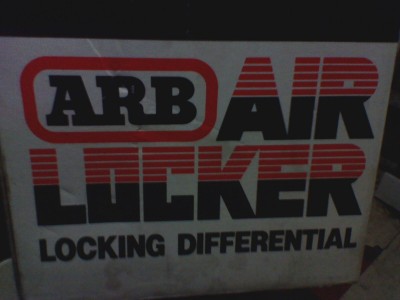 ARB AIR
LOCKER
LOCKING DIFFERENTIAL